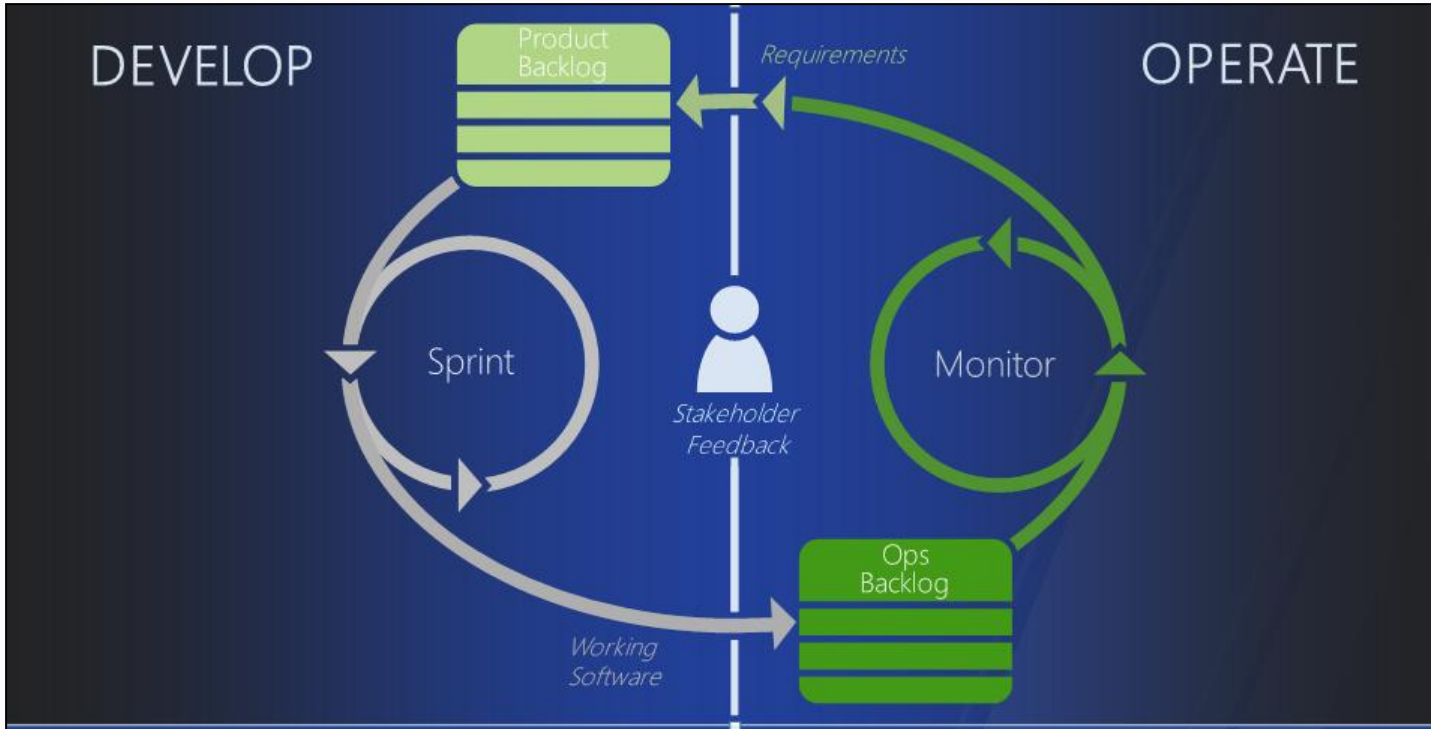 DEVELOP
Product
Backlog
Requirements
OPERATE
Sprint
Stakeholder
Feedback
Monitor
Ops
Backlog
Working
Software